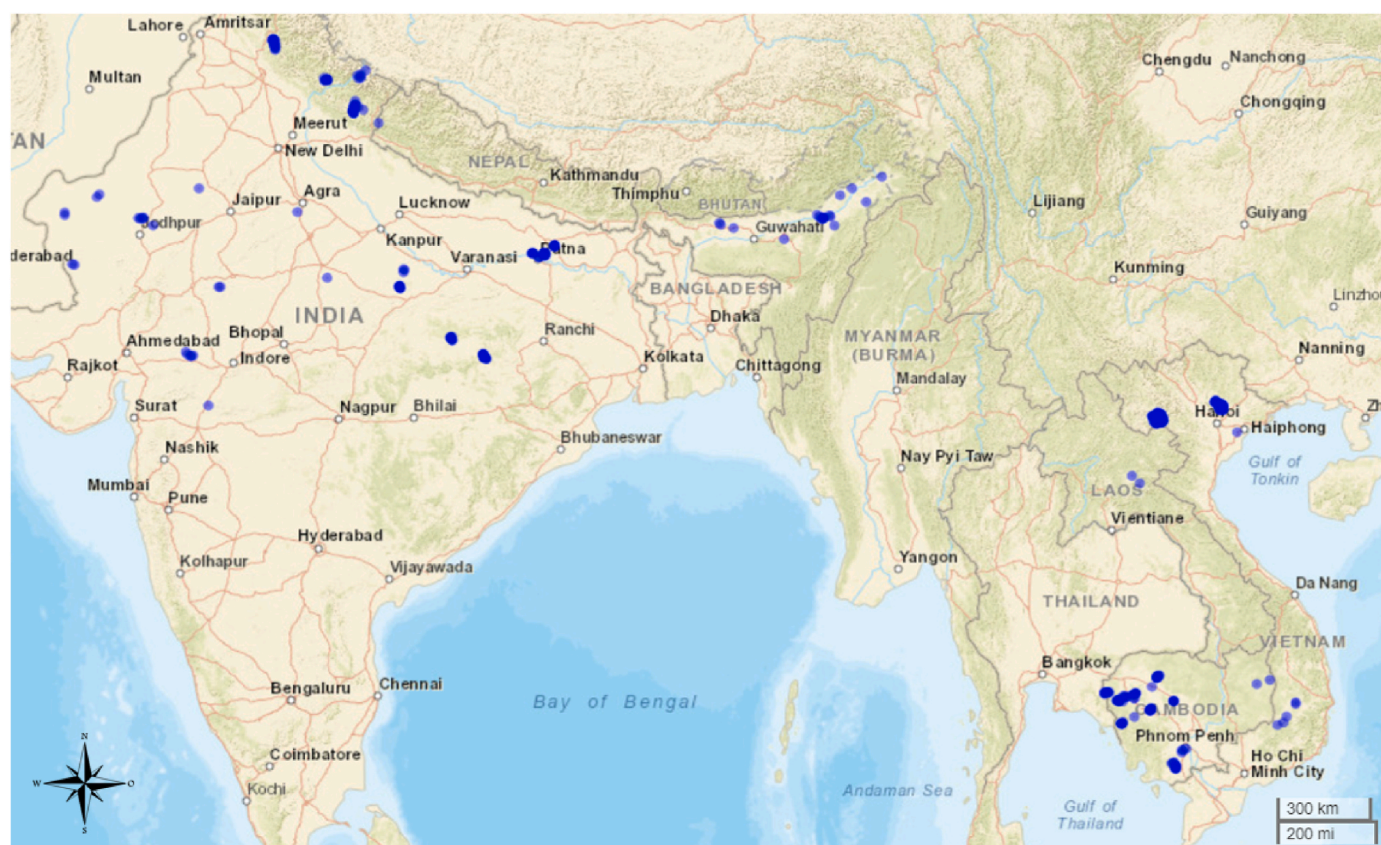 Lahore
Amritsar
Chengdu
Nanchong
Multan
Chongqing
Meerut
TAN
New Delhi
NEPAL
Kathmandu
Thimphu
BHUTAN
Agra
Jaipur
Lucknow
Lijiang
Guiyang
Jodhpur
Guwahati
Kanpur
Patna
derabad
Varanasi
Kunming
BANGLADESH
Linzhou
INDIA
Dhaka
Bhopal
Ranchi
MYANMAR
(BURMA)
Ahmedabad
Nanning
Indore
Kolkata
Chittagong
Rajkot
Mandalay
Surat
Nagpur
Bhilai
Hanoi
Zh
Haiphong
Bhubaneswar
Nashik
Nay Pyi Taw
Gulf of
Tonkin
Mumbai
LAOS
Pune
Vientiane
Hyderabad
Kolhapur
Vijayawada
Yangon
Da Nang
THAILAND
VIETNAM
Bangkok
Bengaluru
Chennai
Bay of Bengal
CAMBODIA
Phnom Penh
N
Coimbatore
Ho Chi
Minh City
W
O
Kochi
Andaman Sea
S
Gulf of
Thailand
300 km
200 mi